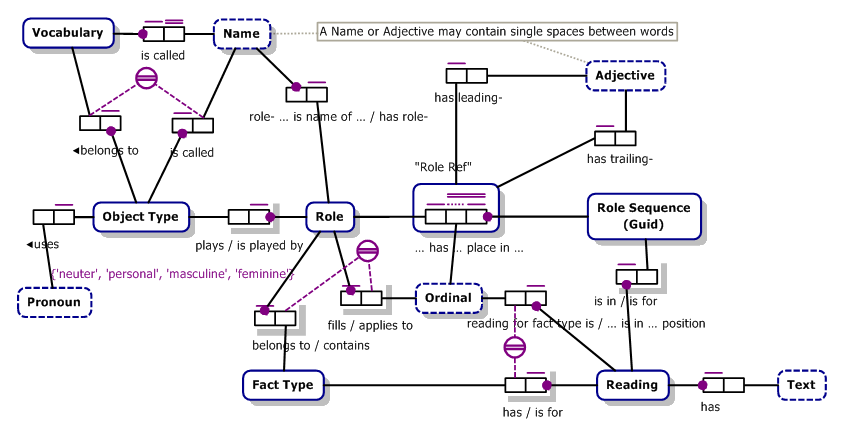 Vocabulary
Name
A Name or Adjective may contain single spaces between words
is called
Adjective
has leading-
role- ... is name of ... / has role-
◄belongs to
is called
has trailing-
"Role Ref"
Object Type
Role
Role Sequence
(Guid)
◄uses
plays / is played by
... has ... place in ...
{'neuter', 'personal', 'masculine', 'feminine'}
Pronoun
Ordinal
is in / is for
fills / applies to
reading for fact type is / ... is in ... position
belongs to / contains
Fact Type
Reading
Text
has / is for
has